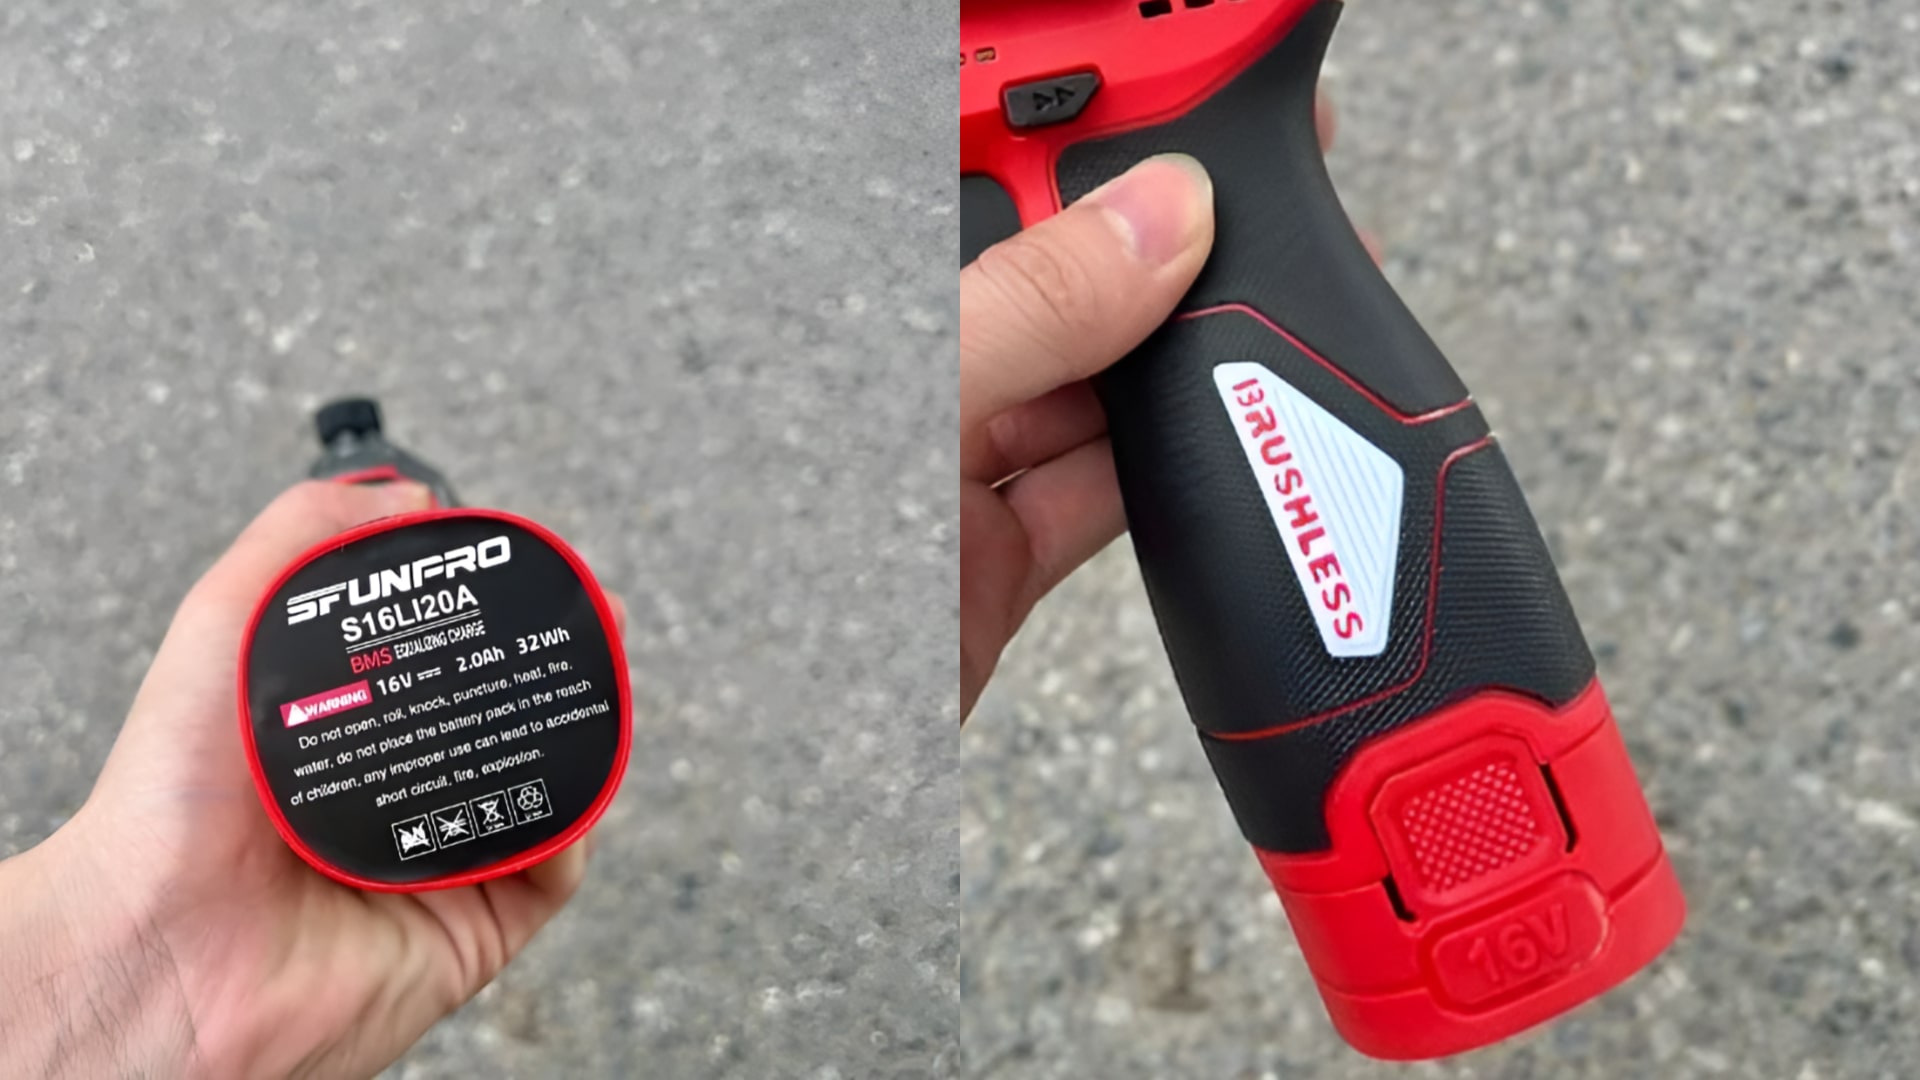 SFUNPRO
S16LI20A
BMS EQUALIZING CHARGE
16V 2.0Ah 32Wh
WARNING
Do not open, roll, knock, puncture, heat, fire,
water, do not place the battery pack in the reach
of children, any improper use can lead to accidental
short circuit, fire, explosion.
BRUSHLESS
16V